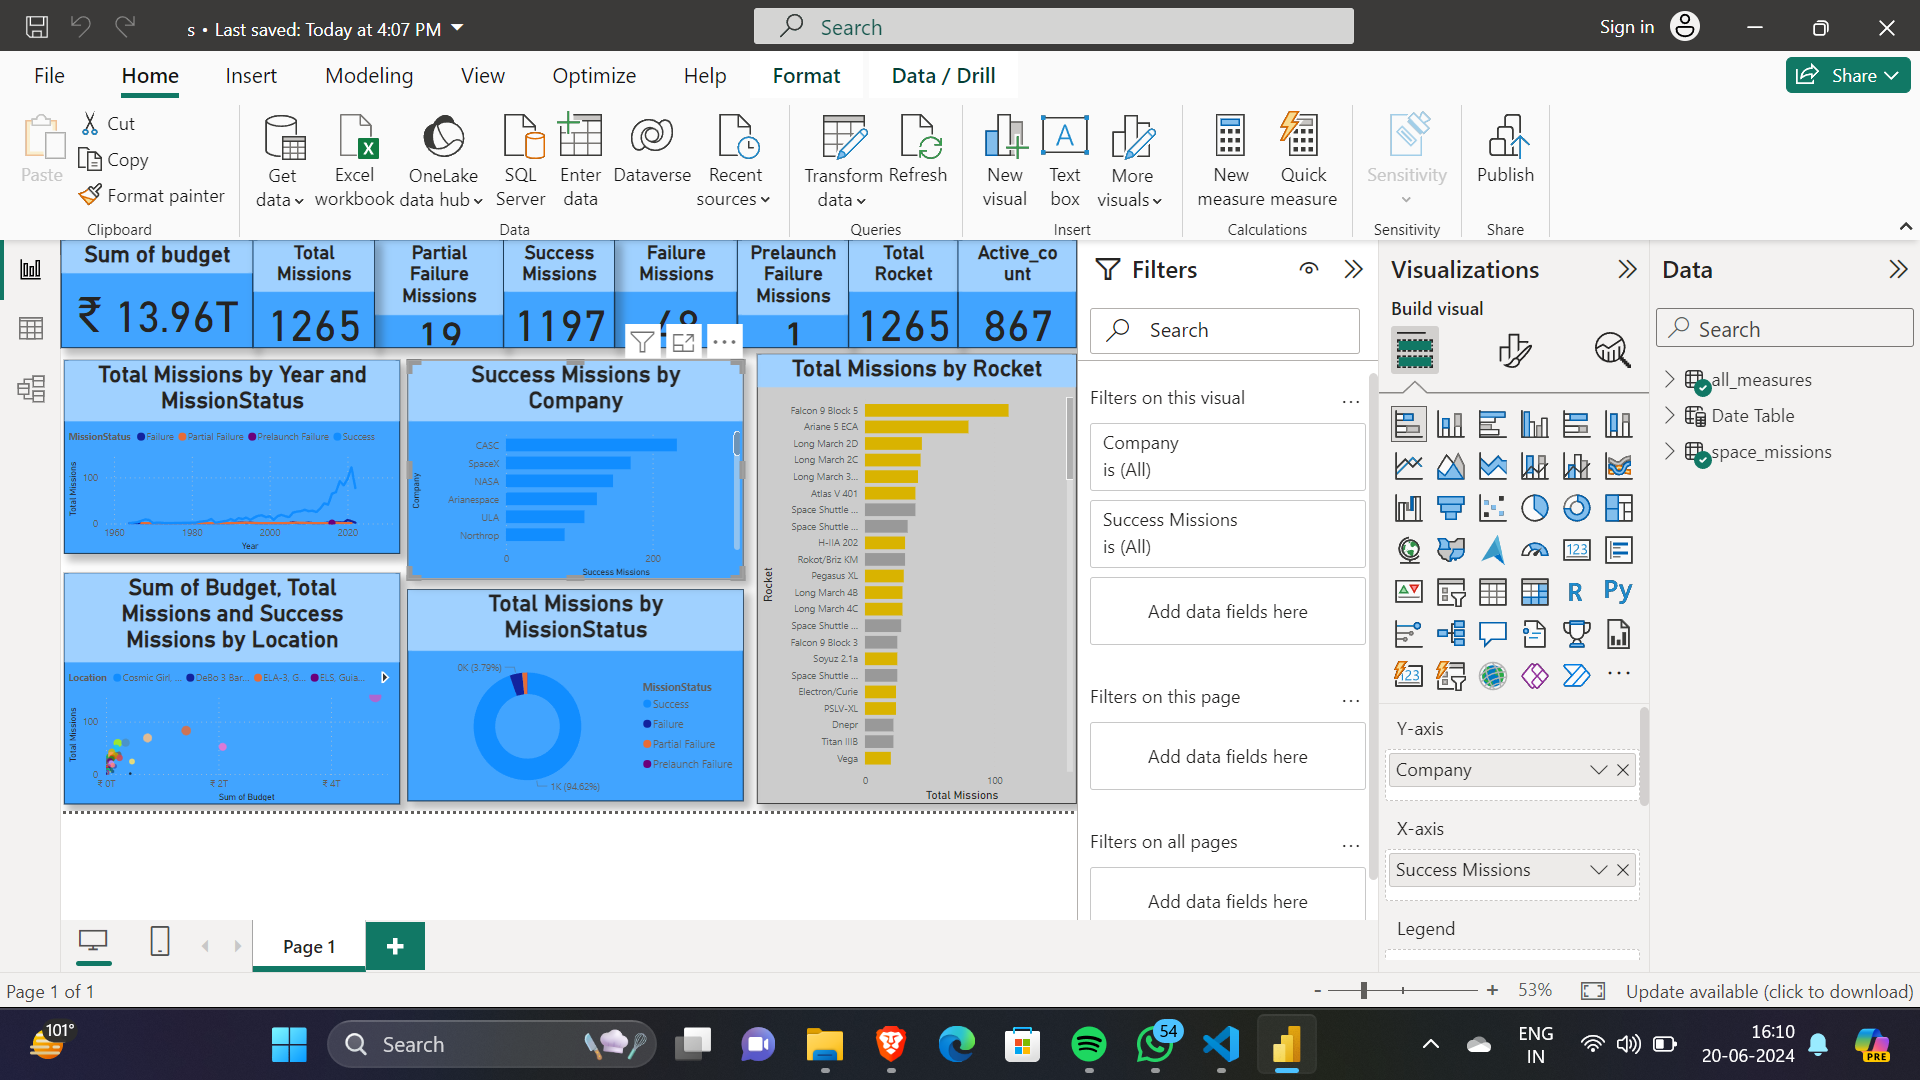 s • Last saved: Today at 4:07 PM
Search
Sign in
File
Home
Insert
Modeling
View
Optimize
Help
Format
Data / Drill
Share
Paste
Cut
Copy
Format painter
Clipboard
Get
data
Excel
workbook
OneLake
data hub
SQL
Server
Enter
data
Dataverse
Recent
sources
Data
Transform
data
Refresh
Queries
New
visual
Text
box
More
visuals
Insert
New
measure
Quick
measure
Calculations
Sensitivity
Sensitivity
Publish
Share
Sum of budget
₹ 13.96T
Total
Missions
1265
Partial
Failure
Missions
19
Success
Missions
1197
Failure
Missions
Prelaunch
Failure
Missions
1
Total
Rocket
1265
Active_co
unt
867
Total Missions by Year and
MissionStatus
MissionStatus
Failure
Partial Failure
Prelaunch Failure
Success
Total Missions
100
0
1960
1980
2000
2020
Year
Success Missions by
Company
Company
CASC
SpaceX
NASA
Arianespace
ULA
Northrop
0
200
Success Missions
Total Missions by Rocket
Rocket
Falcon 9 Block 5
Ariane 5 ECA
Long March 2D
Long March 2C
Long March 3...
Atlas V 401
Space Shuttle ...
Space Shuttle ...
H-IIA 202
Rokot/Briz KM
Pegasus XL
Long March 4B
Long March 4C
Space Shuttle ...
Falcon 9 Block 3
Soyuz 2.1a
Space Shuttle ...
Electron/Curie
PSLV-XL
Dnepr
Titan IIIB
Vega
0
100
Total Missions
Sum of Budget, Total
Missions and Success
Missions by Location
Location
Cosmic Girl, ...
DeBo 3 Bar...
ELA-3, G...
ELS, Guia...
Total Missions
100
0
₹ 0T
₹ 2T
₹ 4T
Sum of Budget
Total Missions by
MissionStatus
0K (3.79%)
1K (94.62%)
MissionStatus
Success
Failure
Partial Failure
Prelaunch Failure
Filters
Search
Filters on this visual
...
Company
is (All)
Success Missions
is (All)
Add data fields here
Filters on this page
...
Add data fields here
Filters on all pages
...
Add data fields here
Visualizations
Build visual
123
R
Py
123
...
Y-axis
Company
X-axis
Success Missions
Legend
Data
Search
all_measures
Date Table
space_missions
Page 1
Page 1 of 1
53%
Update available (click to download)
101°
Search
54
ENG
IN
16:10
20-06-2024
PRE